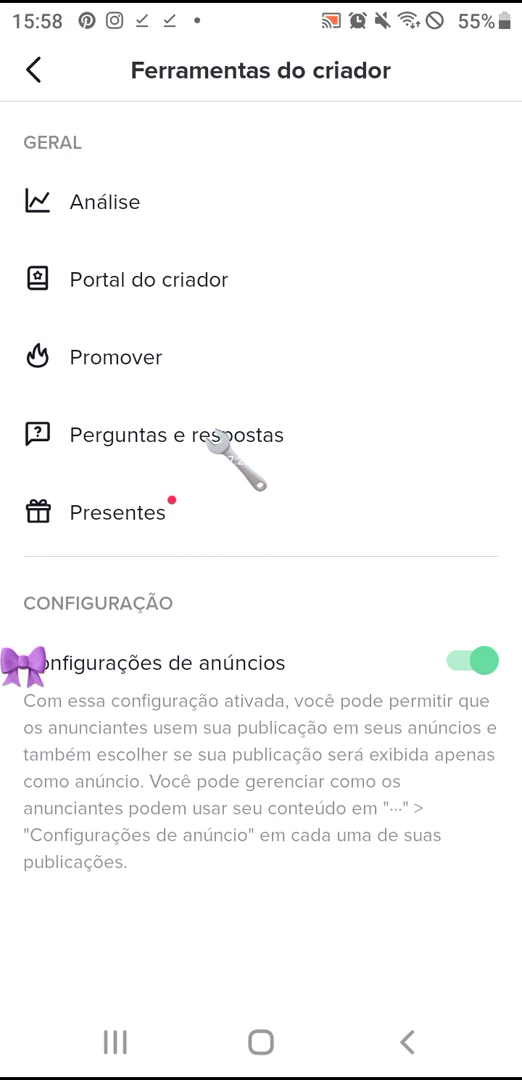 15:58
55%
Ferramentas do criador
GERAL
Análise
Portal do criador
Promover
Perguntas e respostas
Presentes
CONFIGURAÇÃO
onfigurações de anúncios
Com essa configuração ativada, você pode permitir que
os anunciantes usem sua publicação em seus anúncios e
também escolher se sua publicação será exibida apenas
como anúncio. Você pode gerenciar como os
anunciantes podem usar seu conteúdo em "···" >
"Configurações de anúncio" em cada uma de suas
publicações.